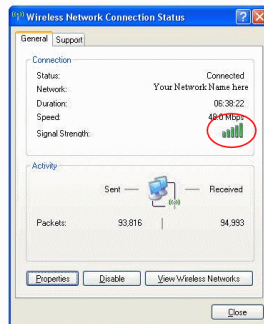 Wireless Network Connection Status
General Support
Connection
Status: Connected
Network: Your Network Name here
Duration: 06:38:22
Speed: 48.0 Mbps
Signal Strength:
Activity
Sent — — Received
Packets: 93,816 | 94,993
Properties Disable View Wireless Networks
Close